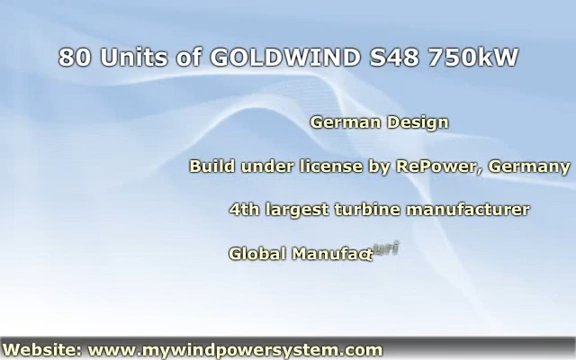 80 Units of GOLDWIND S48 750kW
German Design
Build under license by RePower, Germany
4th largest turbine manufacturer
Global Manufacturi
Website: www.mywindpowersystem.com